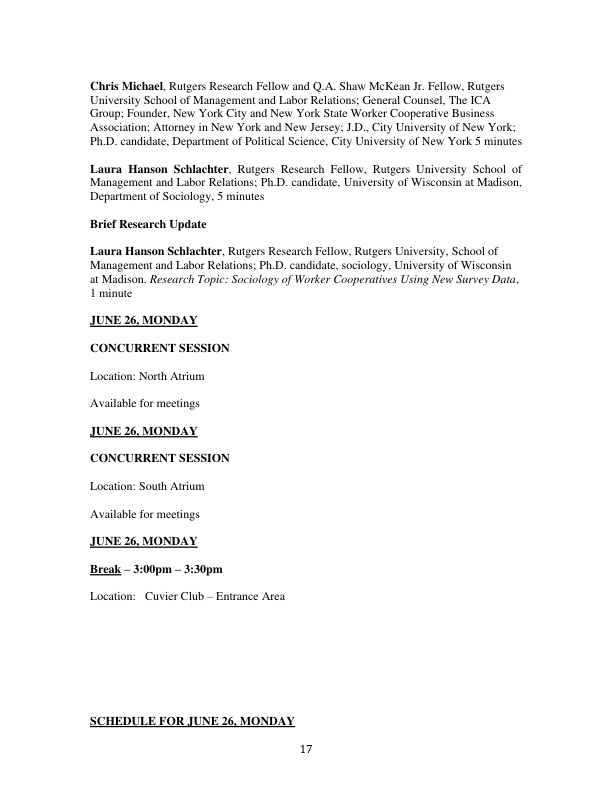 Chris Michael, Rutgers Research Fellow and Q.A. Shaw McKean Jr. Fellow, Rutgers
University School of Management and Labor Relations; General Counsel, The ICA
Group; Founder, New York City and New York State Worker Cooperative Business
Association; Attorney in New York and New Jersey; J.D., City University of New York;
Ph.D. candidate, Department of Political Science, City University of New York 5 minutes
Laura Hanson Schlachter, Rutgers Research Fellow, Rutgers University School of
Management and Labor Relations; Ph.D. candidate, University of Wisconsin at Madison,
Department of Sociology, 5 minutes
Brief Research Update
Laura Hanson Schlachter, Rutgers Research Fellow, Rutgers University, School of
Management and Labor Relations; Ph.D. candidate, sociology, University of Wisconsin
at Madison. Research Topic: Sociology of Worker Cooperatives Using New Survey Data,
1 minute
JUNE 26, MONDAY
CONCURRENT SESSION
Location: North Atrium
Available for meetings
JUNE 26, MONDAY
CONCURRENT SESSION
Location: South Atrium
Available for meetings
JUNE 26, MONDAY
Break – 3:00pm – 3:30pm
Location: Cuvier Club – Entrance Area
SCHEDULE FOR JUNE 26, MONDAY
17